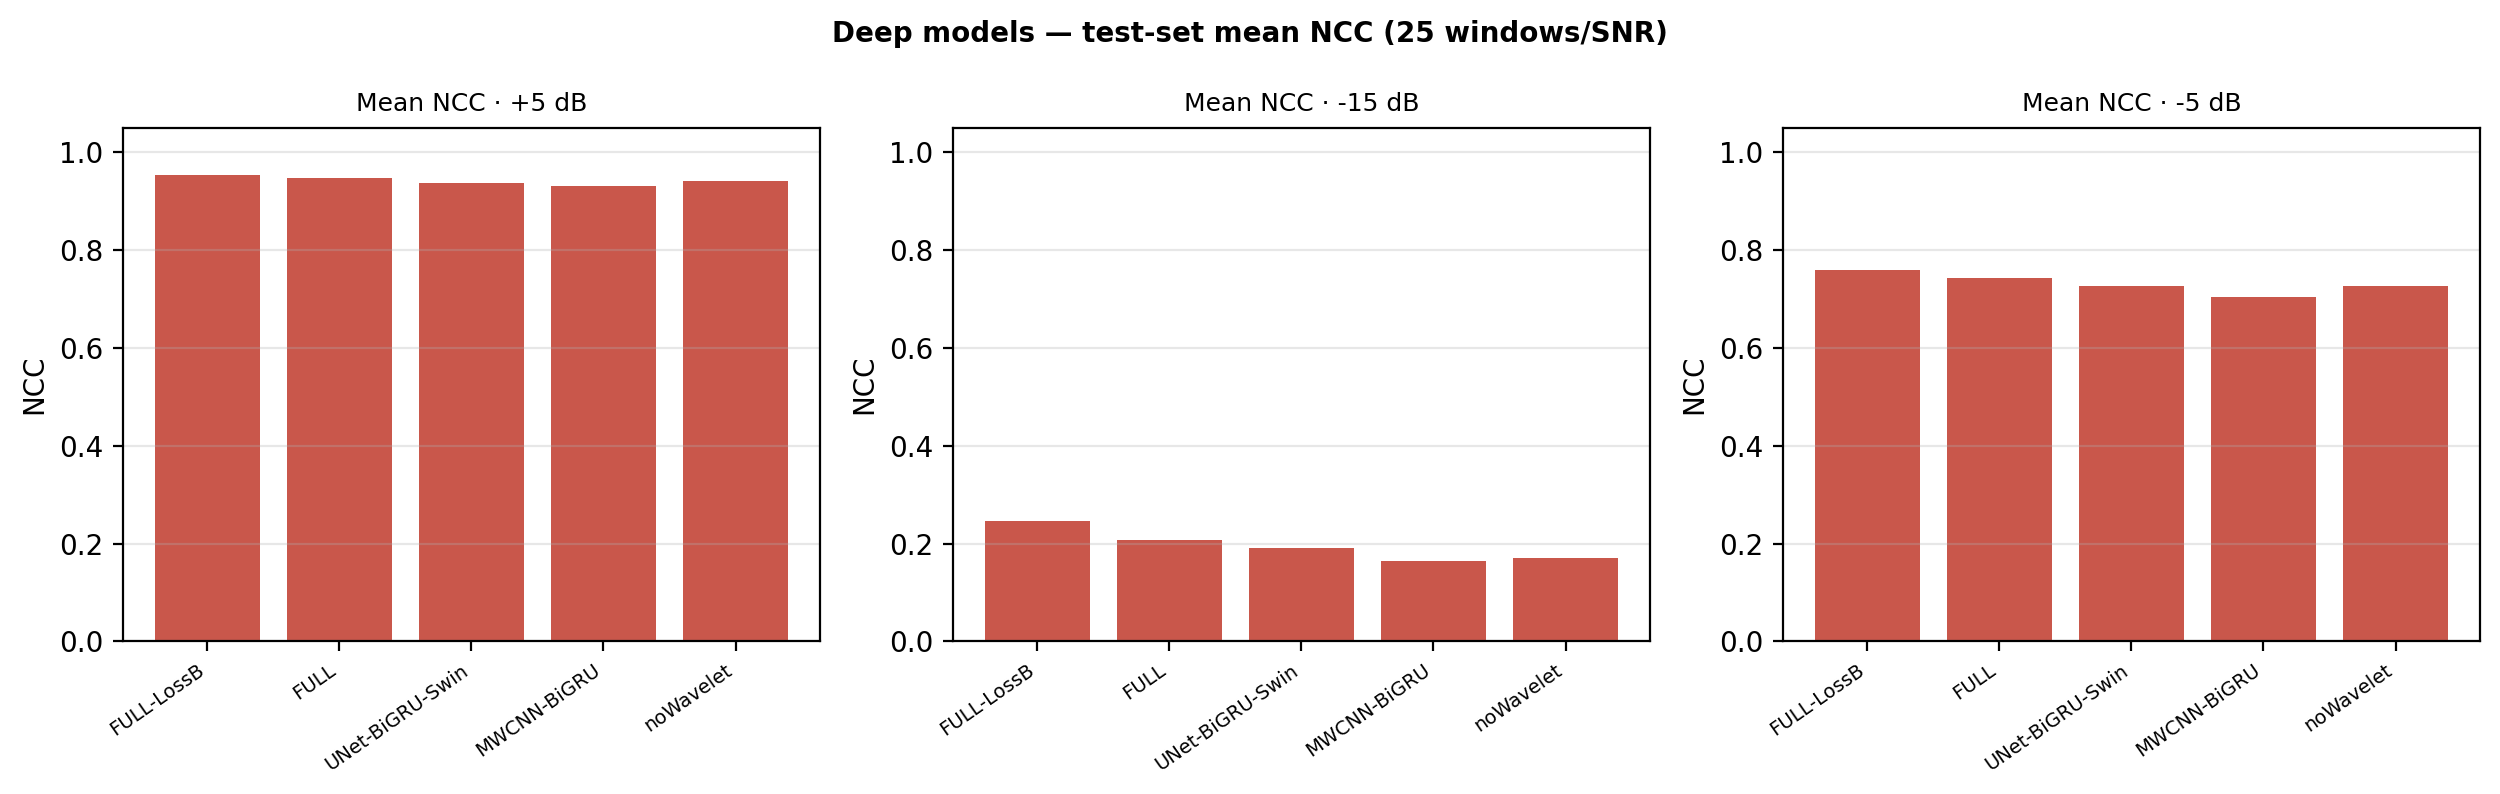 Deep models — test-set mean NCC (25 windows/SNR)
Mean NCC · +5 dB
NCC
1.0
0.8
0.6
0.4
0.2
0.0
FULL-LossB
FULL
UNet-BiGRU-Swin
MWCNN-BiGRU
noWavelet
Mean NCC · -15 dB
NCC
1.0
0.8
0.6
0.4
0.2
0.0
FULL-LossB
FULL
UNet-BiGRU-Swin
MWCNN-BiGRU
noWavelet
Mean NCC · -5 dB
NCC
1.0
0.8
0.6
0.4
0.2
0.0
FULL-LossB
FULL
UNet-BiGRU-Swin
MWCNN-BiGRU
noWavelet